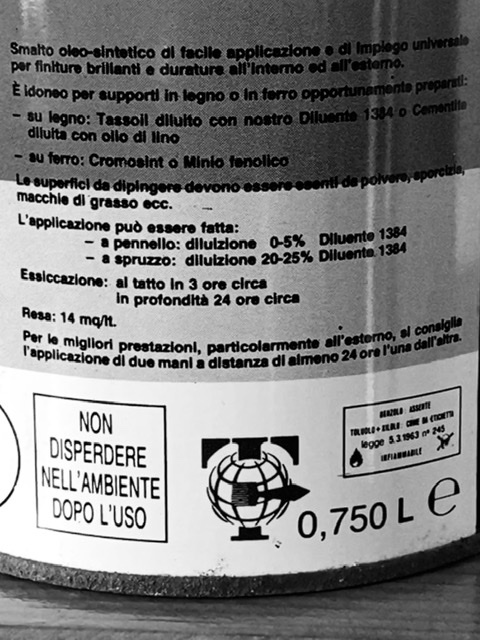 Smalto oleo-sintetico di facile applicazione e di impiego universale
per finiture brillanti e durature all'interno ed all'esterno.
È idoneo per supporti in legno o in ferro opportunamente preparati:
- su legno: Tassoil diluito con nostro Diluente 1384 o Cementite
diluita con olio di lino
- su ferro: Cromosint o Minio fenolico
Le superfici da dipingere devono essere esenti da polvere, sporcizia,
macchie di grasso ecc.
L'applicazione può essere fatta:
- a pennello: diluizione 0-5% Diluente 1384
- a spruzzo: diluizione 20-25% Diluente 1384
Essiccazione: al tatto in 3 ore circa
in profondità 24 ore circa
Resa: 14 mq/lt.
Per le migliori prestazioni, particolarmente all'esterno, si consiglia
l'applicazione di due mani a distanza di almeno 24 ore l'una dall'altra.
NON
DISPERDERE
NELL'AMBIENTE
DOPO L'USO
BENZOLO: ASSENTE
TOLUOLO + XILOLO: COME DA ETICHETTA
legge 5.3.1963 n° 245
INFIAMMABILE
0,750 L e